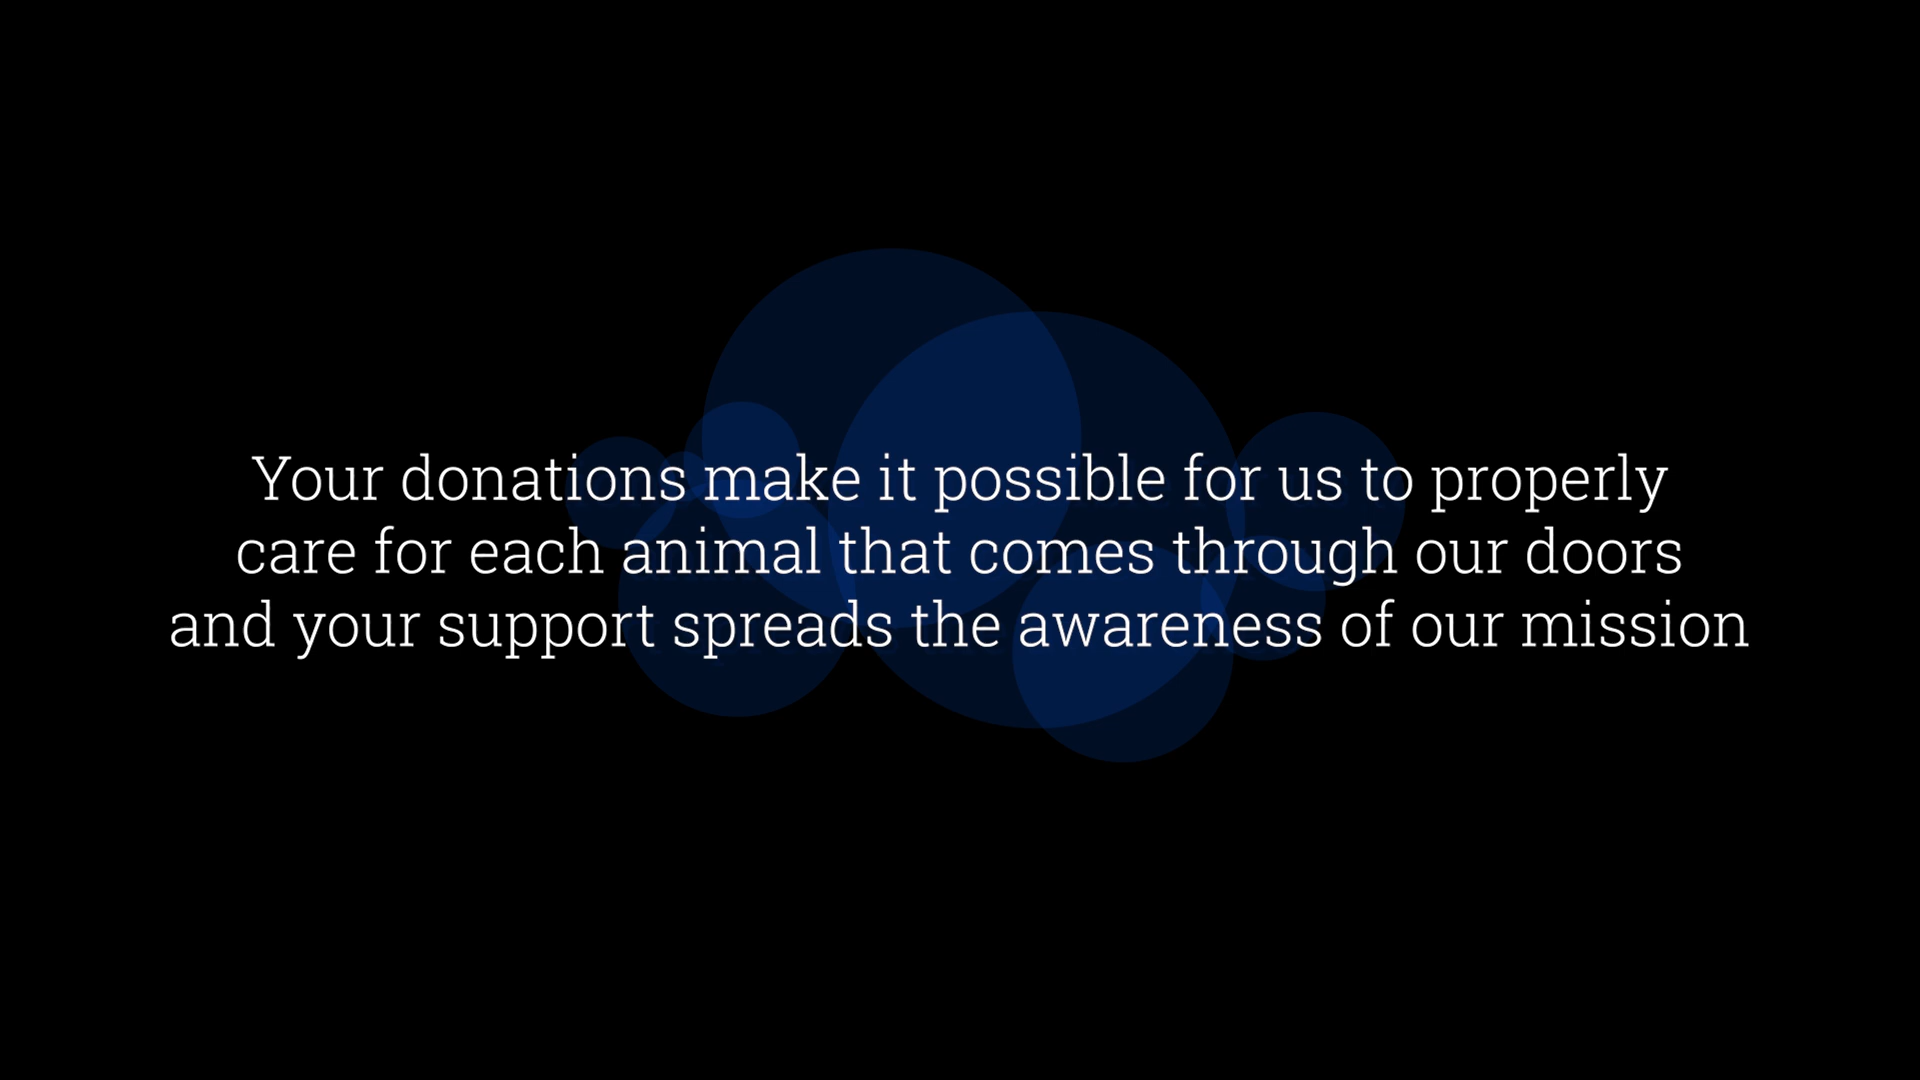 Your donations make it possible for us to properly
care for each animal that comes through our doors
and your support spreads the awareness of our mission